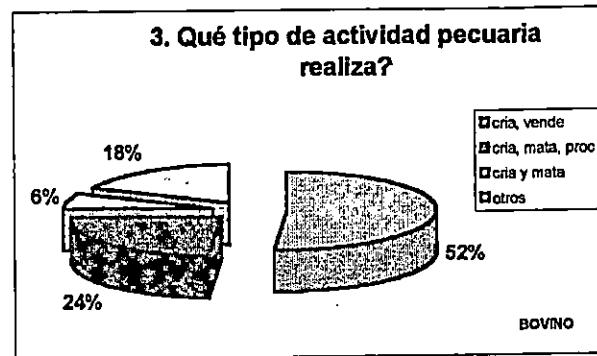 3. Qué tipo de actividad pecuaria
realiza?
18%
6%
24%
52%
cria, vende
cria, mata, proc
cria y mata
otros
BOVINO